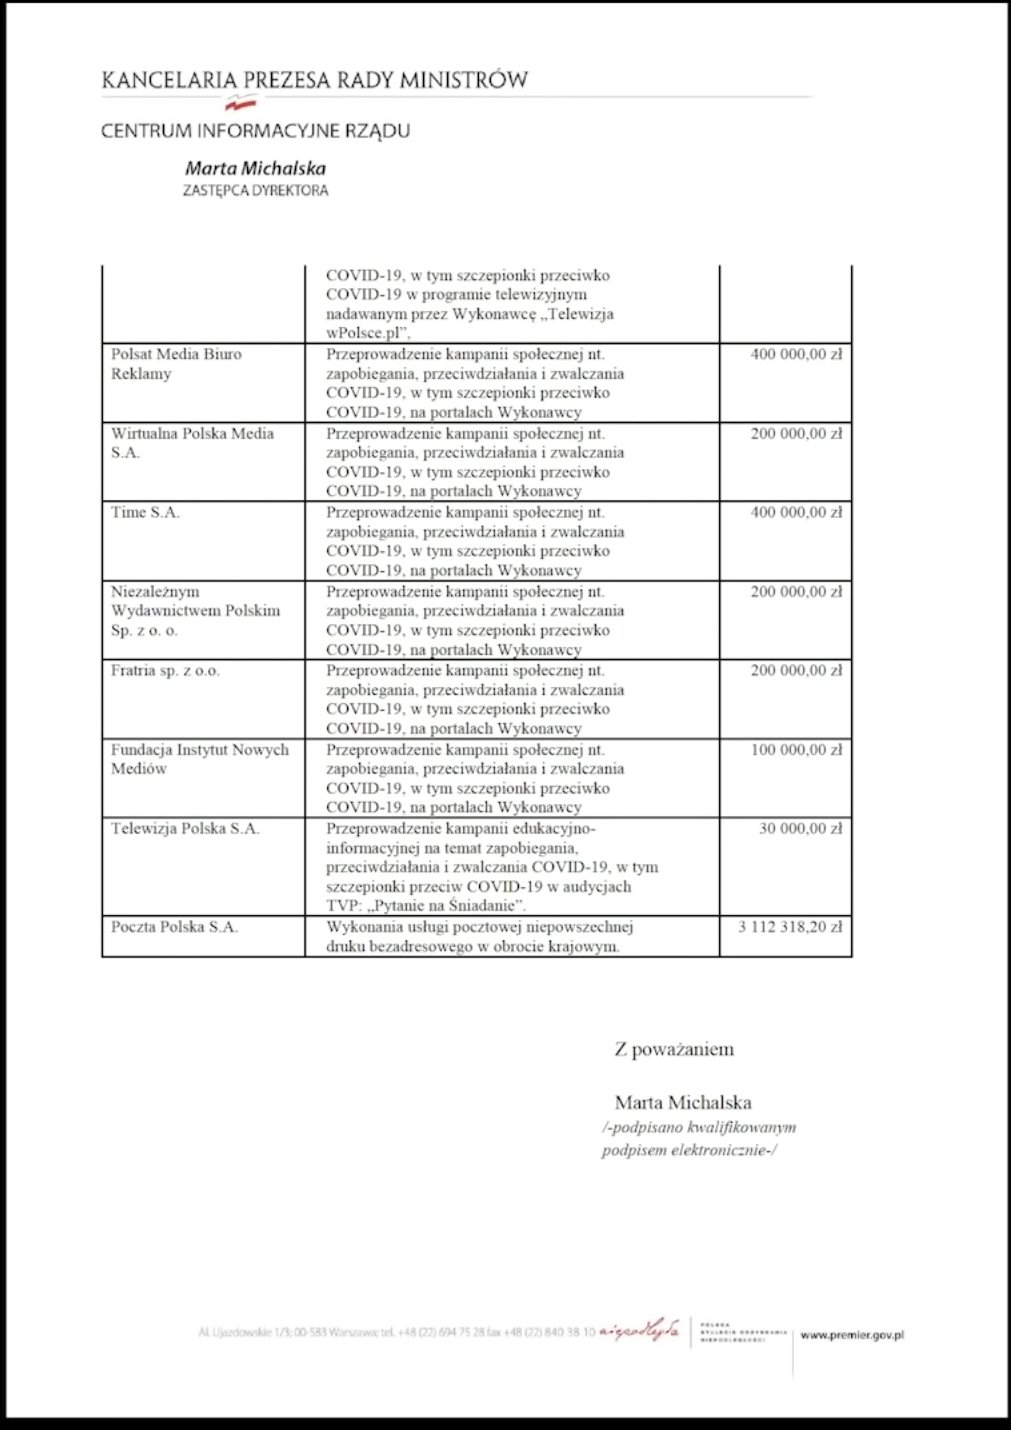 KANCELARIA PREZESA RADY MINISTRÓW
CENTRUM INFORMACYJNE RZĄDU
Marta Michalska
ZASTĘPCA DYREKTORA
COVID-19, w tym szczepionki przeciwko
COVID-19 w programie telewizyjnym
nadawanym przez Wykonawcę „Telewizja
wPolsce.pl",
Polsat Media Biuro
Reklamy
Przeprowadzenie kampanii społecznej nt.
zapobiegania, przeciwdziałania i zwalczania
COVID-19, w tym szczepionki przeciwko
COVID-19, na portalach Wykonawcy
400 000,00 zł
Wirtualna Polska Media
S.A.
Przeprowadzenie kampanii społecznej nt.
zapobiegania, przeciwdziałania i zwalczania
COVID-19, w tym szczepionki przeciwko
COVID-19, na portalach Wykonawcy
200 000,00 zł
Time S.A.
Przeprowadzenie kampanii społecznej nt.
zapobiegania, przeciwdziałania i zwalczania
COVID-19, w tym szczepionki przeciwko
COVID-19, na portalach Wykonawcy
400 000,00 zł
Niezależnym
Wydawnictwem Polskim
Sp. z o. o.
Przeprowadzenie kampanii społecznej nt.
zapobiegania, przeciwdziałania i zwalczania
COVID-19, w tym szczepionki przeciwko
COVID-19, na portalach Wykonawcy
200 000,00 zł
Fratria sp. z o.o.
Przeprowadzenie kampanii społecznej nt.
zapobiegania, przeciwdziałania i zwalczania
COVID-19, w tym szczepionki przeciwko
COVID-19, na portalach Wykonawcy
200 000,00 zł
Fundacja Instytut Nowych
Mediów
Przeprowadzenie kampanii społecznej nt.
zapobiegania, przeciwdziałania i zwalczania
COVID-19, w tym szczepionki przeciwko
COVID-19, na portalach Wykonawcy
100 000,00 zł
Telewizja Polska S.A.
Przeprowadzenie kampanii edukacyjno-
informacyjnej na temat zapobiegania,
przeciwdziałania i zwalczania COVID-19, w tym
szczepionki przeciw COVID-19 w audycjach
TVP: „Pytanie na Śniadanie".
30 000,00 zł
Poczta Polska S.A.
Wykonania usługi pocztowej niepowszechnej
druku bezadresowego w obrocie krajowym.
3 112 318,20 zł
Z poważaniem
Marta Michalska
/-podpisano kwalifikowanym
podpisem elektronicznie-/
Al. Ujazdowskie 1/3; 00-583 Warszawa; tel. +48 (22) 694 75 28 fax +48 (22) 840 38 10
niepodległa
POLSKA
STULECIE ODZYSKANIA
NIEPODLEGŁOŚCI
www.premier.gov.pl